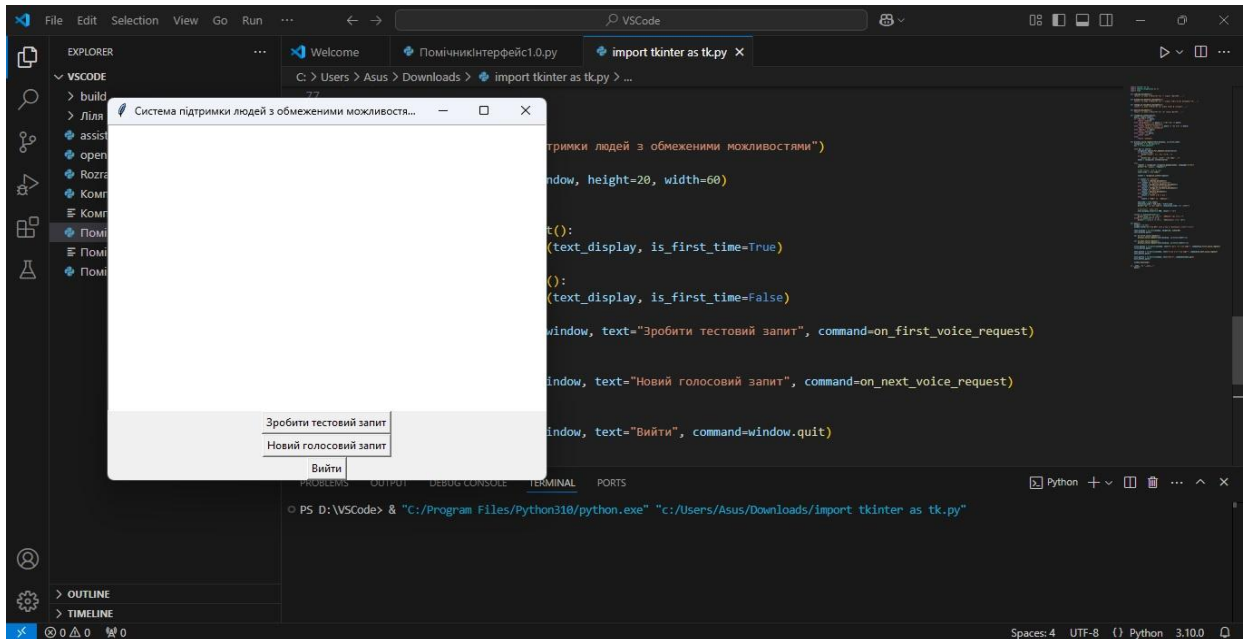 File Edit Selection View Go Run ... VSCode
EXPLORER ...
Welcome ПомічникІнтерфейс1.0.py import tkinter as tk.py
C: > Users > Asus > Downloads > import tkinter as tk.py > ...
VSCODE
build
Ліля
assist
open
Rozra
Комп
Комп
Помі
Помі
Помі
OUTLINE
TIMELINE
Система підтримки людей з обмеженими можливостя...
Зробити тестовий запит
Новий голосовий запит
Вийти
77
тримки людей з обмеженими можливостями")
ndow, height=20, width=60)
t():
(text_display, is_first_time=True)
():
(text_display, is_first_time=False)
window, text="Зробити тестовий запит", command=on_first_voice_request)
indow, text="Новий голосовий запит", command=on_next_voice_request)
indow, text="Вийти", command=window.quit)
PROBLEMS OUTPUT DEBUG CONSOLE TERMINAL PORTS
Python
PS D:\VSCode> & "C:/Program Files/Python310/python.exe" "c:/Users/Asus/Downloads/import tkinter as tk.py"
0 0 0 Spaces: 4 UTF-8 {} Python 3.10.0